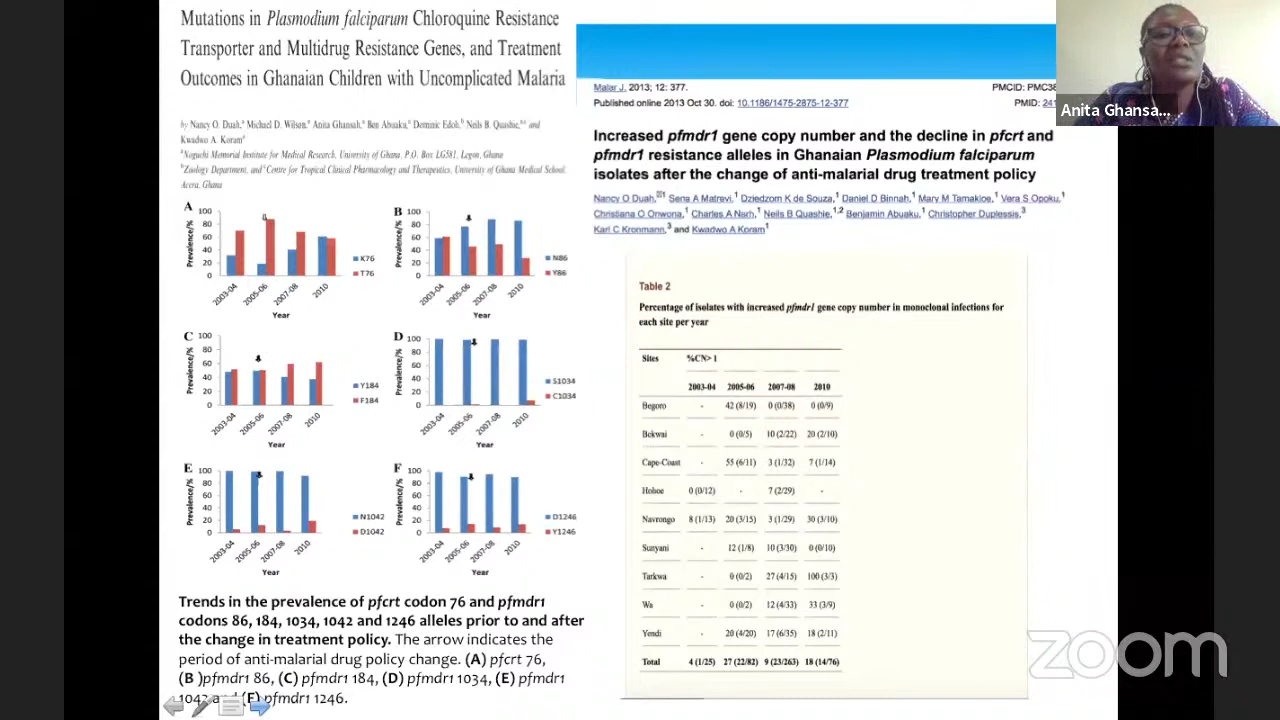 Mutations in Plasmodium falciparum Chloroquine Resistance
Transporter and Multidrug Resistance Genes, and Treatment
Outcomes in Ghanaian Children with Uncomplicated Malaria
by Nancy O. Duah,a Michael D. Wilson,a Anita Ghansah,a Ben Abuaku,a Dominic Edoh,b Neils B. Quashie, and
Kwadwo A. Korama
aNoguchi Memorial Institute for Medical Research, University of Ghana, P.O. Box LG581, Legon, Ghana
bZoology Department, and Centre for Tropical Clinical Pharmacology and Therapeutics, University of Ghana Medical School,
Accra, Ghana
A
Prevalence/%
100
80
60
40
20
0
2003-04
2005-06
2007-08
2010
Year
K76
T76
B
Prevalence/%
100
80
60
40
20
0
2003-04
2005-06
2007-08
2010
Year
N86
Y86
C
Prevalence/%
100
80
60
40
20
0
2003-04
2005-06
2007-08
2010
Year
Y184
F184
D
Prevalence/%
100
80
60
40
20
0
2003-04
2005-06
2007-08
2010
Year
S1034
C1034
E
Prevalence/%
100
80
60
40
20
0
2003-04
2005-06
2007-08
2010
Year
N1042
D1042
F
Prevalence/%
100
80
60
40
20
0
2003-04
2005-06
2007-08
2010
Year
D1246
Y1246
Trends in the prevalence of pfcrt codon 76 and pfmdr1
codons 86, 184, 1034, 1042 and 1246 alleles prior to and after
the change in treatment policy. The arrow indicates the
period of anti-malarial drug policy change. (A) pfcrt 76,
(B )pfmdr1 86, (C) pfmdr1 184, (D) pfmdr1 1034, (E) pfmdr1
1042 and (F) pfmdr1 1246.
Malar J. 2013; 12: 377. PMCID: PMC38
Published online 2013 Oct 30. doi: 10.1186/1475-2875-12-377 PMID: 241
Increased pfmdr1 gene copy number and the decline in pfcrt and
pfmdr1 resistance alleles in Ghanaian Plasmodium falciparum
isolates after the change of anti-malarial drug treatment policy
Nancy O Duah,1 Sena A Matrevi,1 Dziedzom K de Souza,1 Daniel D Binnah,1 Mary M Tamakloe,1 Vera S Opoku,1
Christiana O Onwona,1 Charles A Narh,1 Neils B Quashie,1,2 Benjamin Abuaku,1 Christopher Duplessis,3
Karl C Kronmann,3 and Kwadwo A Koram1
Table 2
Percentage of isolates with increased pfmdr1 gene copy number in monoclonal infections for
each site per year
Sites %CN> 1
2003-04 2005-06 2007-08 2010
Begoro - 42 (8/19) 0 (0/38) 0 (0/9)
Bekwai - 0 (0/5) 10 (2/22) 20 (2/10)
Cape-Coast - 55 (6/11) 3 (1/32) 7 (1/14)
Hohoe 0 (0/12) - 7 (2/29) -
Navrongo 8 (1/13) 20 (3/15) 3 (1/29) 30 (3/10)
Sunyani - 12 (1/8) 10 (3/30) 0 (0/10)
Tarkwa - 0 (0/2) 27 (4/15) 100 (3/3)
Wa - 0 (0/2) 12 (4/33) 33 (3/9)
Yendi - 20 (4/20) 17 (6/35) 18 (2/11)
Total 4 (1/25) 27 (22/82) 9 (23/263) 18 (14/76)
Anita Ghansa...
zoom